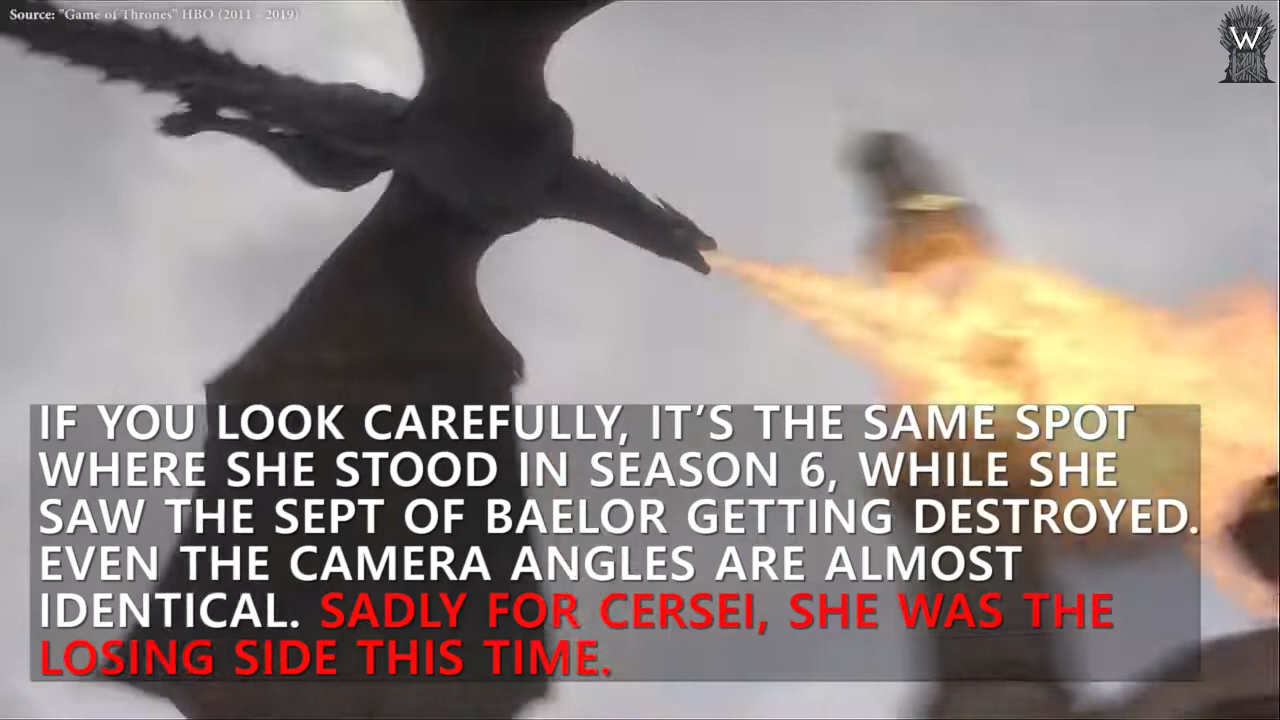 Source: "Game of Thrones" HBO (2011 - 2019)
W
IF YOU LOOK CAREFULLY, IT’S THE SAME SPOT
WHERE SHE STOOD IN SEASON 6, WHILE SHE
SAW THE SEPT OF BAELOR GETTING DESTROYED.
EVEN THE CAMERA ANGLES ARE ALMOST
IDENTICAL. SADLY FOR CERSEI, SHE WAS THE
LOSING SIDE THIS TIME.